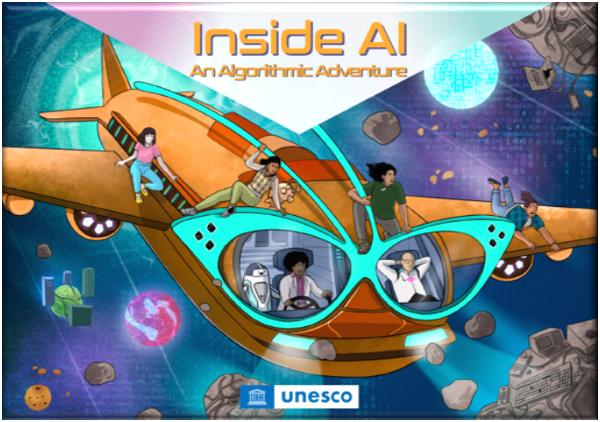 Inside AI
An Algorithmic Adventure
unesco